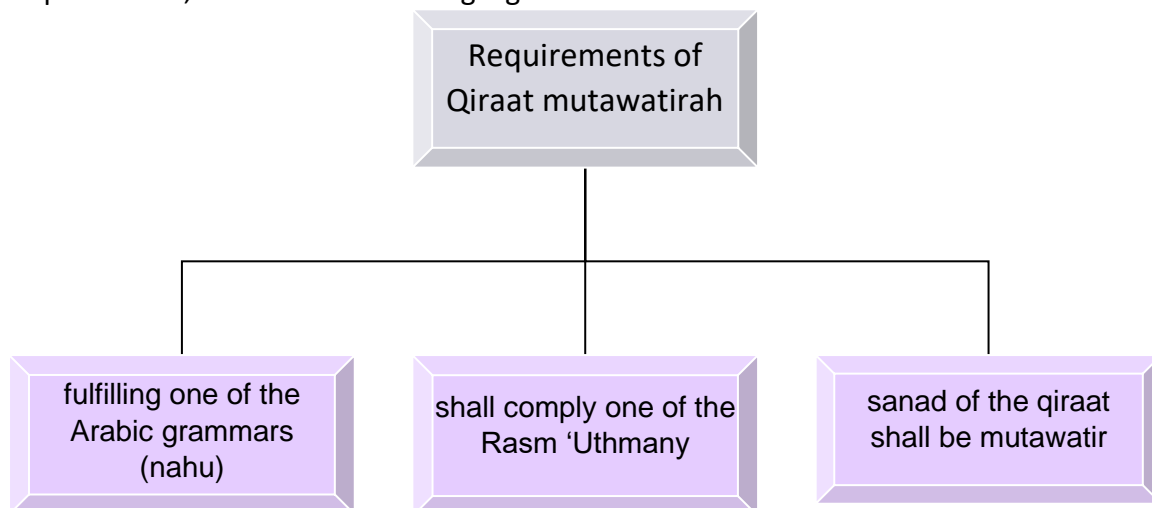 Requirements of
Qiraat mutawatirah
fulfilling one of the
Arabic grammars
(nahu)
shall comply one of the
Rasm ‘Uthmany
sanad of the qiraat
shall be mutawatir